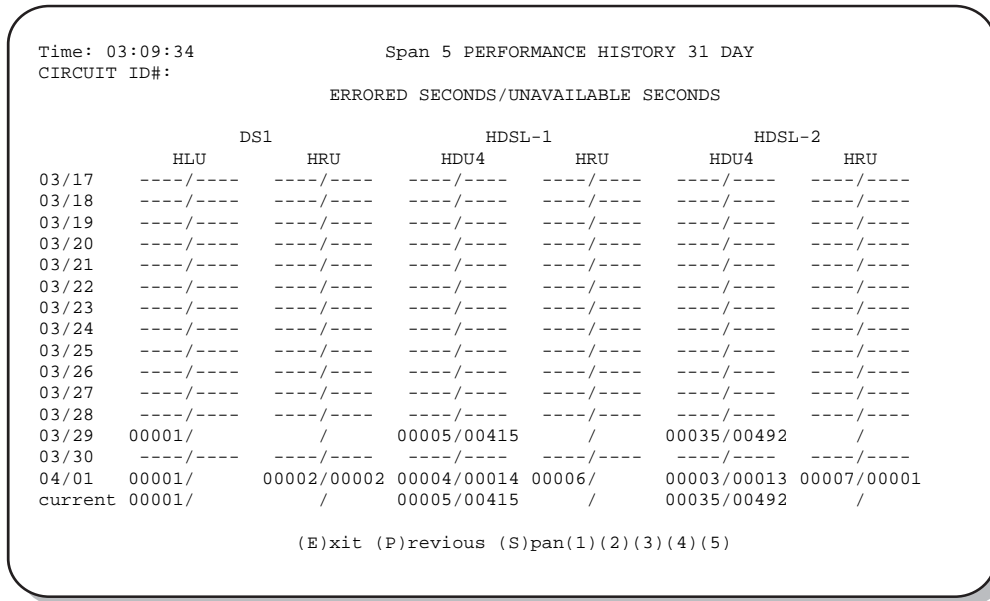 Time: 03:09:34                    Span 5 PERFORMANCE HISTORY 31 DAY
CIRCUIT ID#:
                              ERRORED SECONDS/UNAVAILABLE SECONDS
                     DS1                      HDSL-1                     HDSL-2
              HLU           HRU          HDU4         HRU          HDU4         HRU
03/17     ----/----    ----/----    ----/----    ----/----    ----/----    ----/----
03/18     ----/----    ----/----    ----/----    ----/----    ----/----    ----/----
03/19     ----/----    ----/----    ----/----    ----/----    ----/----    ----/----
03/20     ----/----    ----/----    ----/----    ----/----    ----/----    ----/----
03/21     ----/----    ----/----    ----/----    ----/----    ----/----    ----/----
03/22     ----/----    ----/----    ----/----    ----/----    ----/----    ----/----
03/23     ----/----    ----/----    ----/----    ----/----    ----/----    ----/----
03/24     ----/----    ----/----    ----/----    ----/----    ----/----    ----/----
03/25     ----/----    ----/----    ----/----    ----/----    ----/----    ----/----
03/26     ----/----    ----/----    ----/----    ----/----    ----/----    ----/----
03/27     ----/----    ----/----    ----/----    ----/----    ----/----    ----/----
03/28     ----/----    ----/----    ----/----    ----/----    ----/----    ----/----
03/29    00001/             /      00005/00415       /       00035/00492       /
03/30     ----/----    ----/----    ----/----    ----/----    ----/----    ----/----
04/01    00001/       00002/00002 00004/00014 00006/       00003/00013 00007/00001
current 00001/             /      00005/00415       /       00035/00492       /
(E)xit (P)revious (S)pan(1)(2)(3)(4)(5)